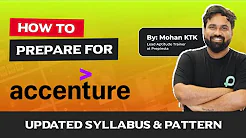 HOW TO
PREPARE FOR
>
accenture
By: Mohan KTK
Lead Aptitude Trainer
at PrepInsta
UPDATED SYLLABUS & PATTERN